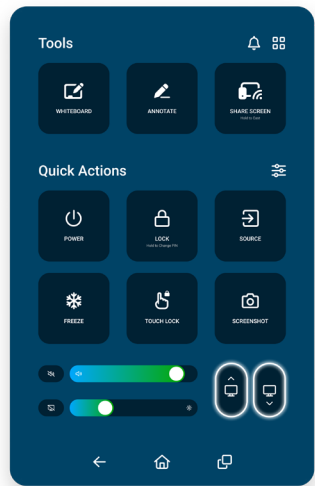 Tools
WHITEBOARD
ANNOTATE
SHARE SCREEN
Hold to Cast
Quick Actions
POWER
LOCK
Hold to Change PIN
SOURCE
FREEZE
TOUCH LOCK
SCREENSHOT